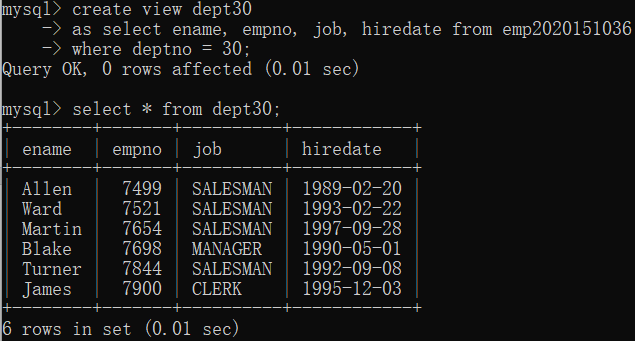 mysql> create view dept30
-> as select ename, empno, job, hiredate from emp2020151036
-> where deptno = 30;
Query OK, 0 rows affected (0.01 sec)
mysql> select * from dept30;
+--------+-------+----------+------------+
| ename | empno | job | hiredate |
+--------+-------+----------+------------+
| Allen | 7499 | SALESMAN | 1989-02-20 |
| Ward | 7521 | SALESMAN | 1993-02-22 |
| Martin | 7654 | SALESMAN | 1997-09-28 |
| Blake | 7698 | MANAGER | 1990-05-01 |
| Turner | 7844 | SALESMAN | 1992-09-08 |
| James | 7900 | CLERK | 1995-12-03 |
+--------+-------+----------+------------+
6 rows in set (0.01 sec)